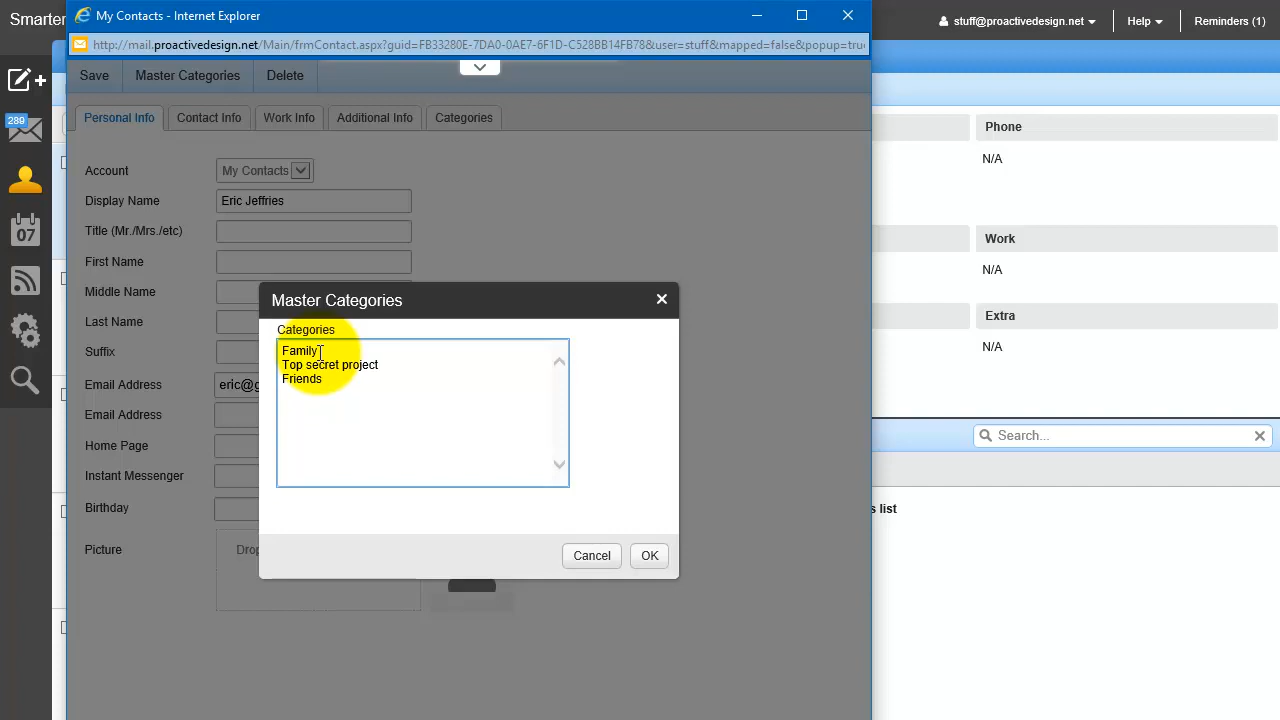 Smarter
My Contacts - Internet Explorer
stuff@proactivedesign.net
Help
Reminders (1)
http://mail.proactivedesign.net/Main/frmContact.aspx?guid=FB33280E-7DA0-0AE7-6F1D-C528BB14FB78&user=stuff&mapped=false&popup=true
Save
Master Categories
Delete
289
Personal Info
Contact Info
Work Info
Additional Info
Categories
Phone
N/A
Account
My Contacts
Display Name
Eric Jeffries
Title (Mr./Mrs./etc)
07
Work
First Name
N/A
Middle Name
Master Categories
Last Name
Extra
Categories
Suffix
Family
N/A
Top secret project
Friends
Email Address
eric@g
Email Address
Search...
Home Page
Instant Messenger
Birthday
s list
Picture
Drop
Cancel
OK